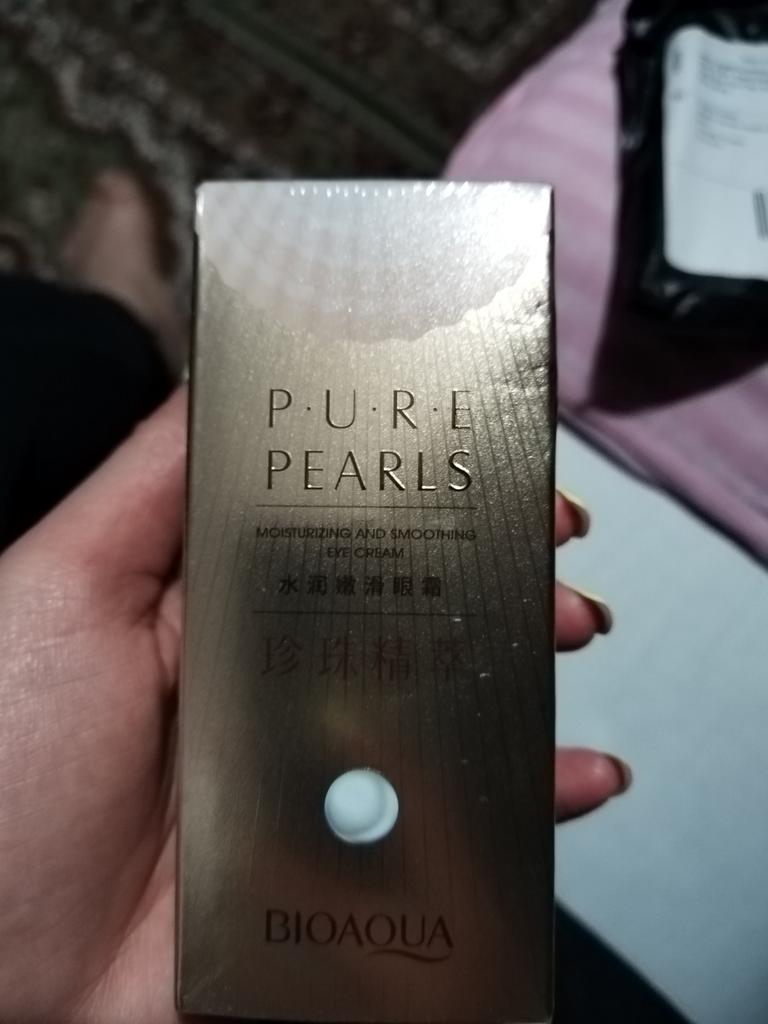 P·U·R·E
PEARLS
MOISTURIZING AND SMOOTHING
EYE CREAM
水润嫩滑眼霜
珍珠精萃
BIOAQUA